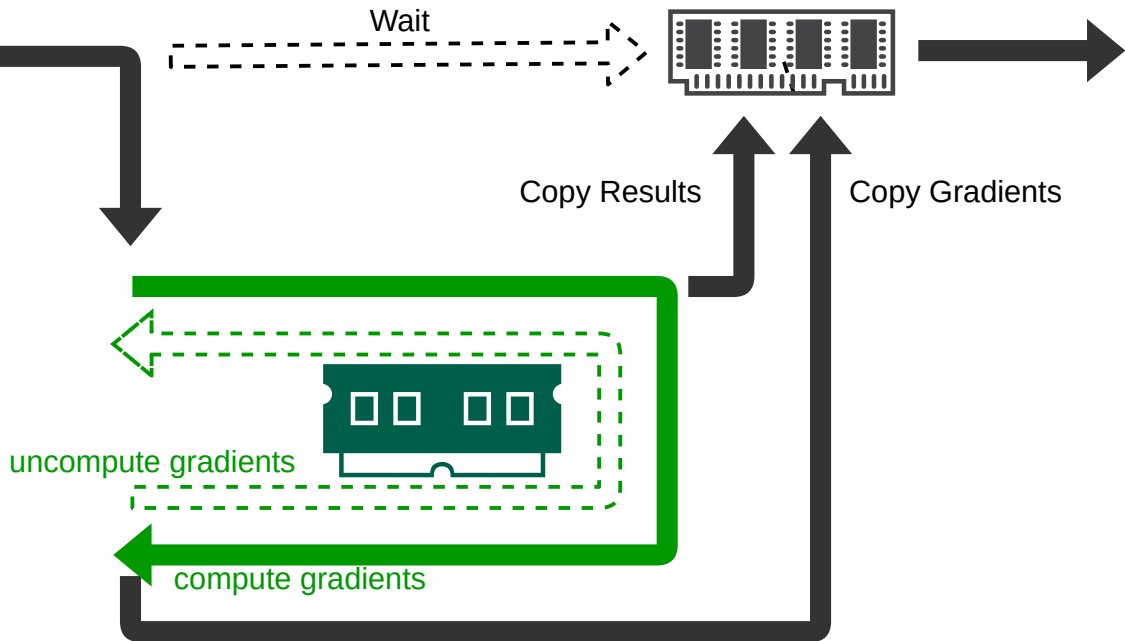 Wait
Copy Results
Copy Gradients
uncompute gradients
compute gradients